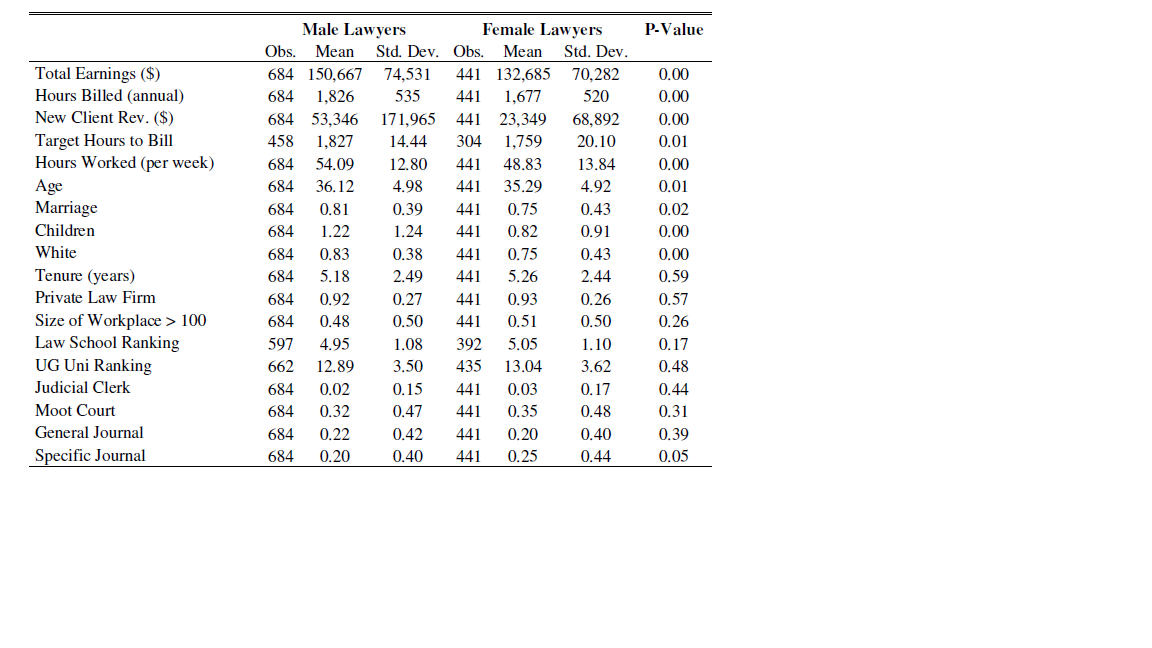 Male Lawyers Female Lawyers P-Value
Obs. Mean Std. Dev. Obs. Mean Std. Dev.
Total Earnings ($) 684 150,667 74,531 441 132,685 70,282 0.00
Hours Billed (annual) 684 1,826 535 441 1,677 520 0.00
New Client Rev. ($) 684 53,346 171,965 441 23,349 68,892 0.00
Target Hours to Bill 458 1,827 14.44 304 1,759 20.10 0.01
Hours Worked (per week) 684 54.09 12.80 441 48.83 13.84 0.00
Age 684 36.12 4.98 441 35.29 4.92 0.01
Marriage 684 0.81 0.39 441 0.75 0.43 0.02
Children 684 1.22 1.24 441 0.82 0.91 0.00
White 684 0.83 0.38 441 0.75 0.43 0.00
Tenure (years) 684 5.18 2.49 441 5.26 2.44 0.59
Private Law Firm 684 0.92 0.27 441 0.93 0.26 0.57
Size of Workplace > 100 684 0.48 0.50 441 0.51 0.50 0.26
Law School Ranking 597 4.95 1.08 392 5.05 1.10 0.17
UG Uni Ranking 662 12.89 3.50 435 13.04 3.62 0.48
Judicial Clerk 684 0.02 0.15 441 0.03 0.17 0.44
Moot Court 684 0.32 0.47 441 0.35 0.48 0.31
General Journal 684 0.22 0.42 441 0.20 0.40 0.39
Specific Journal 684 0.20 0.40 441 0.25 0.44 0.05